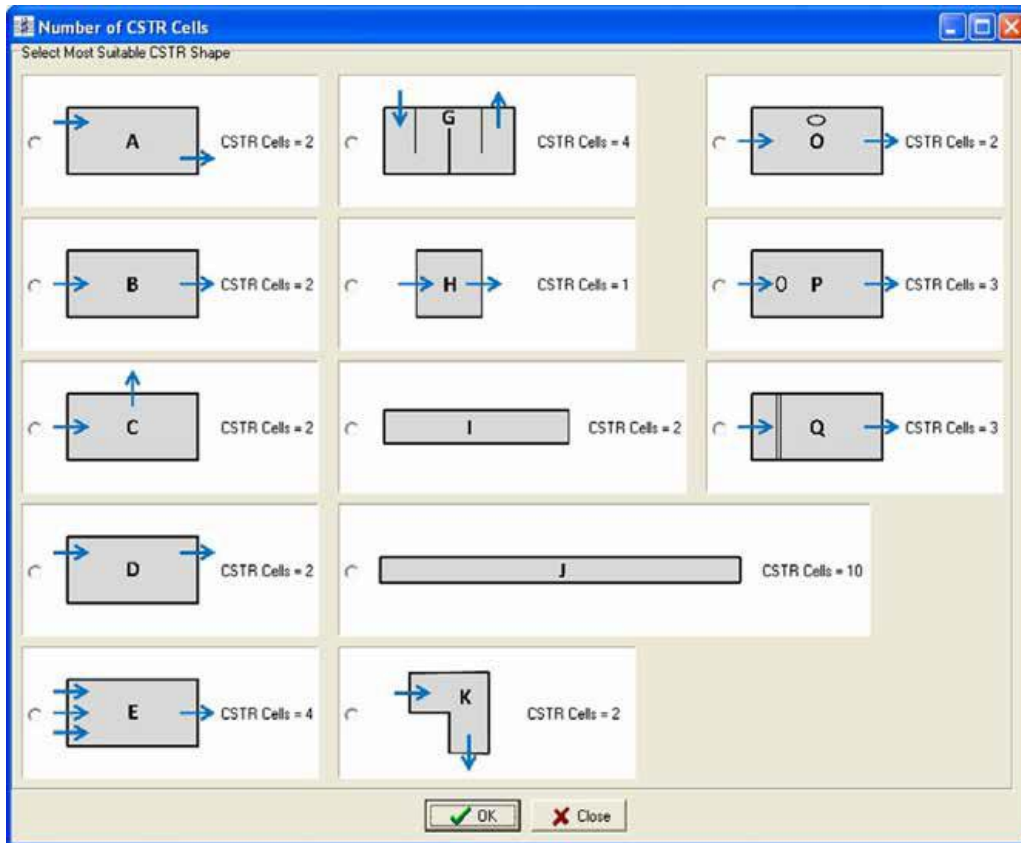 Number of CSTR Cells
Select Most Suitable CSTR Shape
A
CSTR Cells = 2
G
CSTR Cells = 4
O
CSTR Cells = 2
B
CSTR Cells = 2
H
CSTR Cells = 1
P
CSTR Cells = 3
C
CSTR Cells = 2
I
CSTR Cells = 2
Q
CSTR Cells = 3
D
CSTR Cells = 2
J
CSTR Cells = 10
E
CSTR Cells = 4
K
CSTR Cells = 2
OK
Close